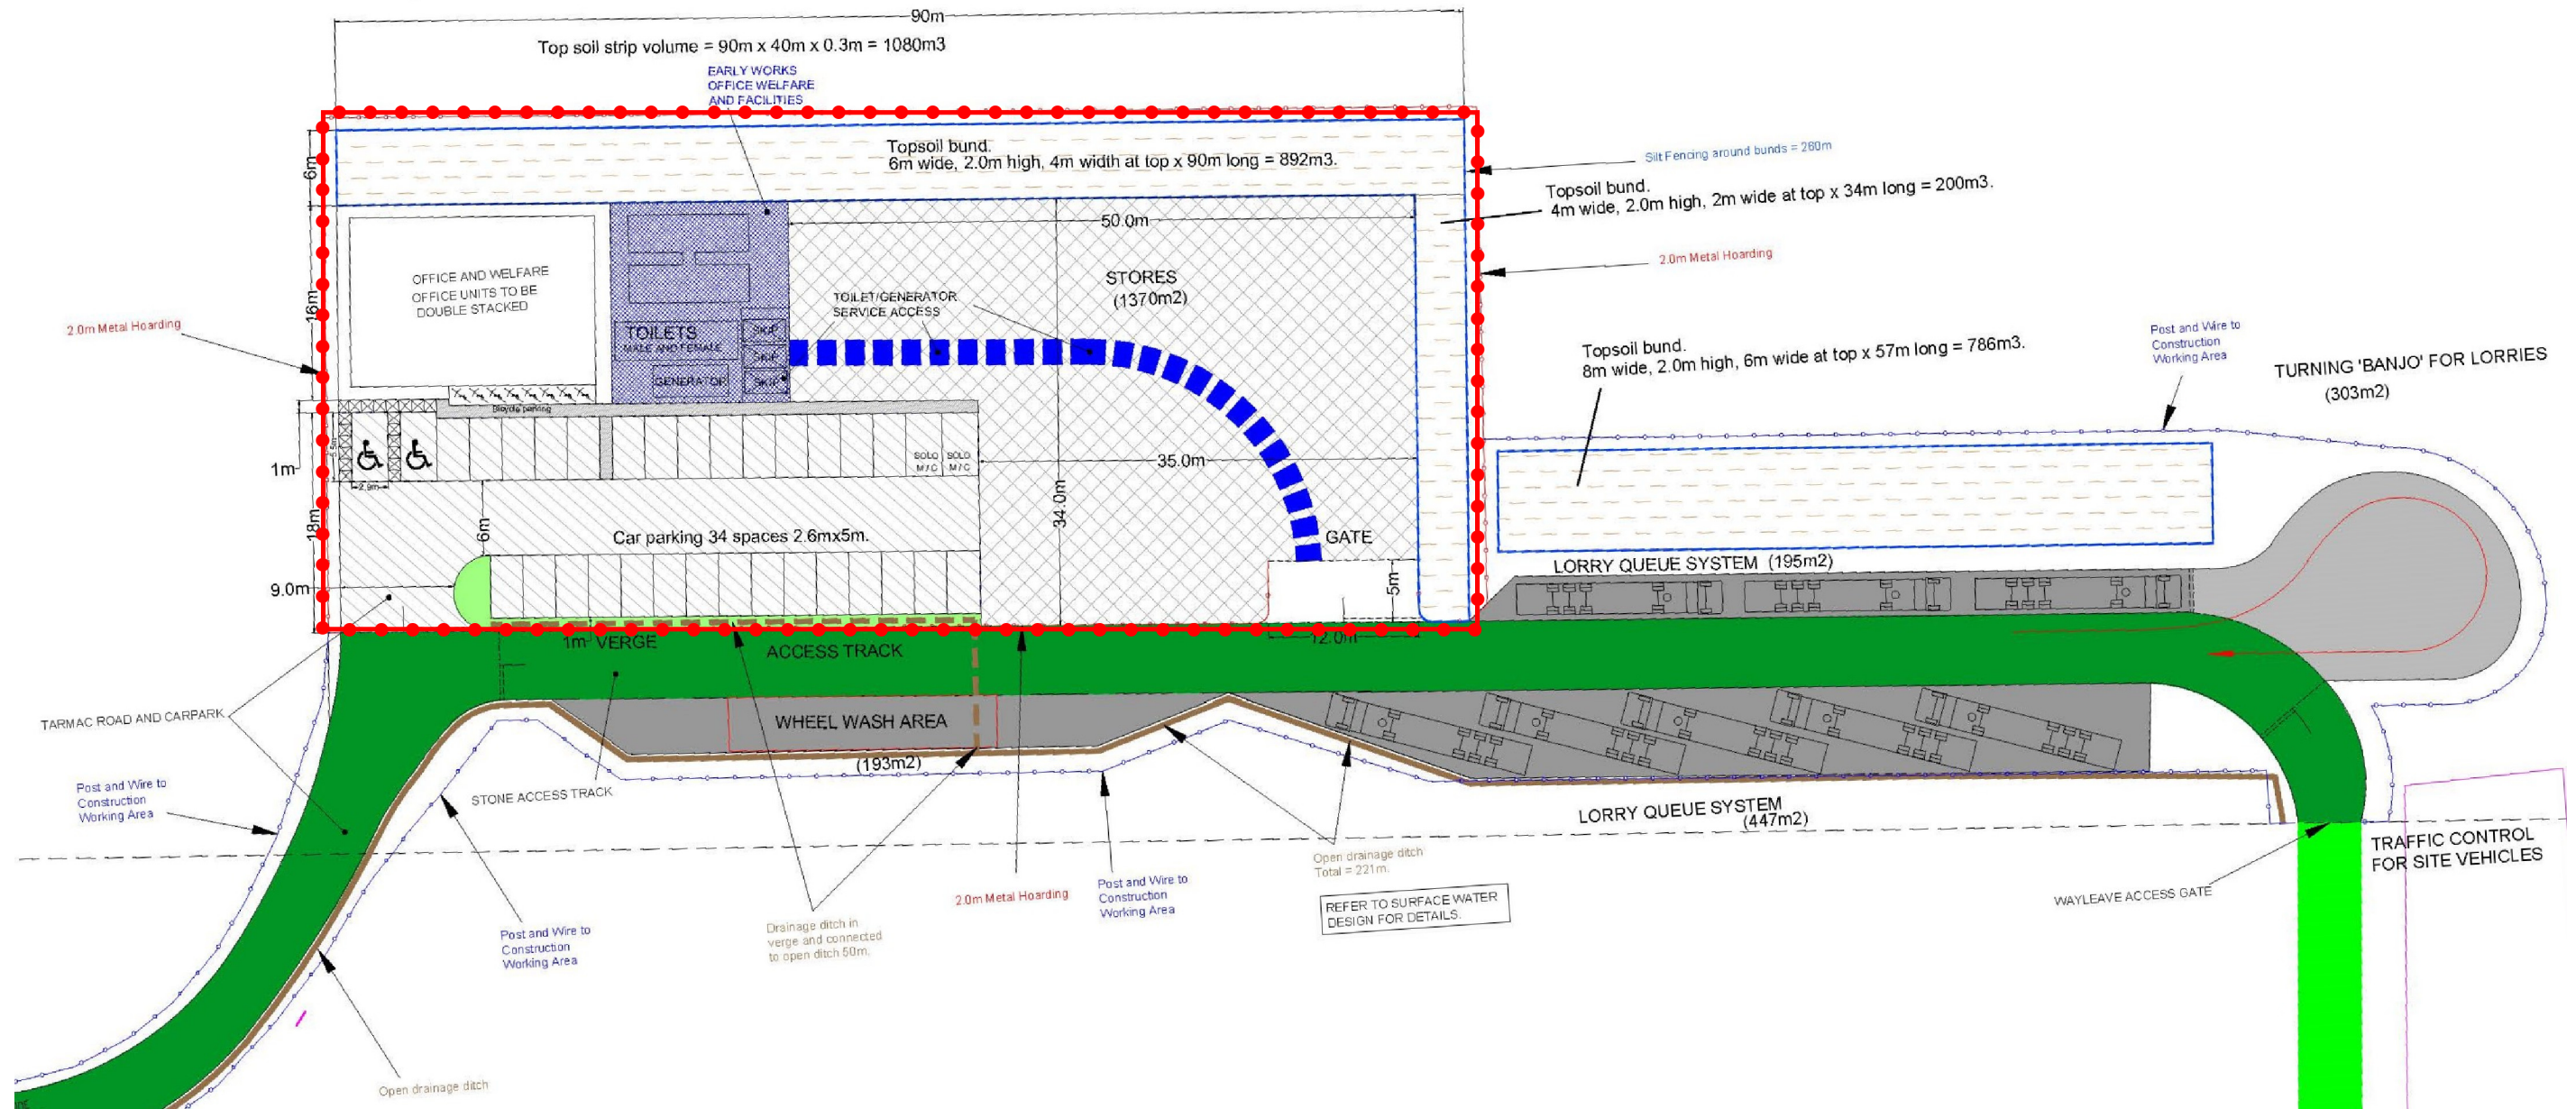 90m
Top soil strip volume = 90m x 40m x 0.3m = 1080m3
EARLY WORKS
OFFICE WELFARE
AND FACILITIES
Topsoil bund.
6m wide, 2.0m high, 4m width at top x 90m long = 892m3.
6m
Silt Fencing around bunds = 260m
Topsoil bund.
4m wide, 2.0m high, 2m wide at top x 34m long = 200m3.
50.0m
2.0m Metal Hoarding
OFFICE AND WELFARE
OFFICE UNITS TO BE
DOUBLE STACKED
STORES
(1370m2)
TOILET/GENERATOR
SERVICE ACCESS
16m
2.0m Metal Hoarding
TOILETS
MALE AND FEMALE
SKIP
SKIP
SKIP
GENERATOR
Post and Wire to
Construction
Working Area
Topsoil bund.
8m wide, 2.0m high, 6m wide at top x 57m long = 786m3.
TURNING 'BANJO' FOR LORRIES
(303m2)
Bicycle parking
SOLO
M/C
SOLO
M/C
1m
2.9m
35.0m
34.0m
18m
6m
Car parking 34 spaces 2.6mx5m.
GATE
5m
9.0m
LORRY QUEUE SYSTEM (195m2)
1m VERGE
ACCESS TRACK
12.0m
TARMAC ROAD AND CARPARK
WHEEL WASH AREA
(193m2)
Post and Wire to
Construction
Working Area
STONE ACCESS TRACK
LORRY QUEUE SYSTEM
(447m2)
TRAFFIC CONTROL
FOR SITE VEHICLES
Open drainage ditch
Total = 221m.
2.0m Metal Hoarding
Post and Wire to
Construction
Working Area
WAYLEAVE ACCESS GATE
REFER TO SURFACE WATER
DESIGN FOR DETAILS.
Drainage ditch in
verge and connected
to open ditch 50m.
Post and Wire to
Construction
Working Area
Open drainage ditch